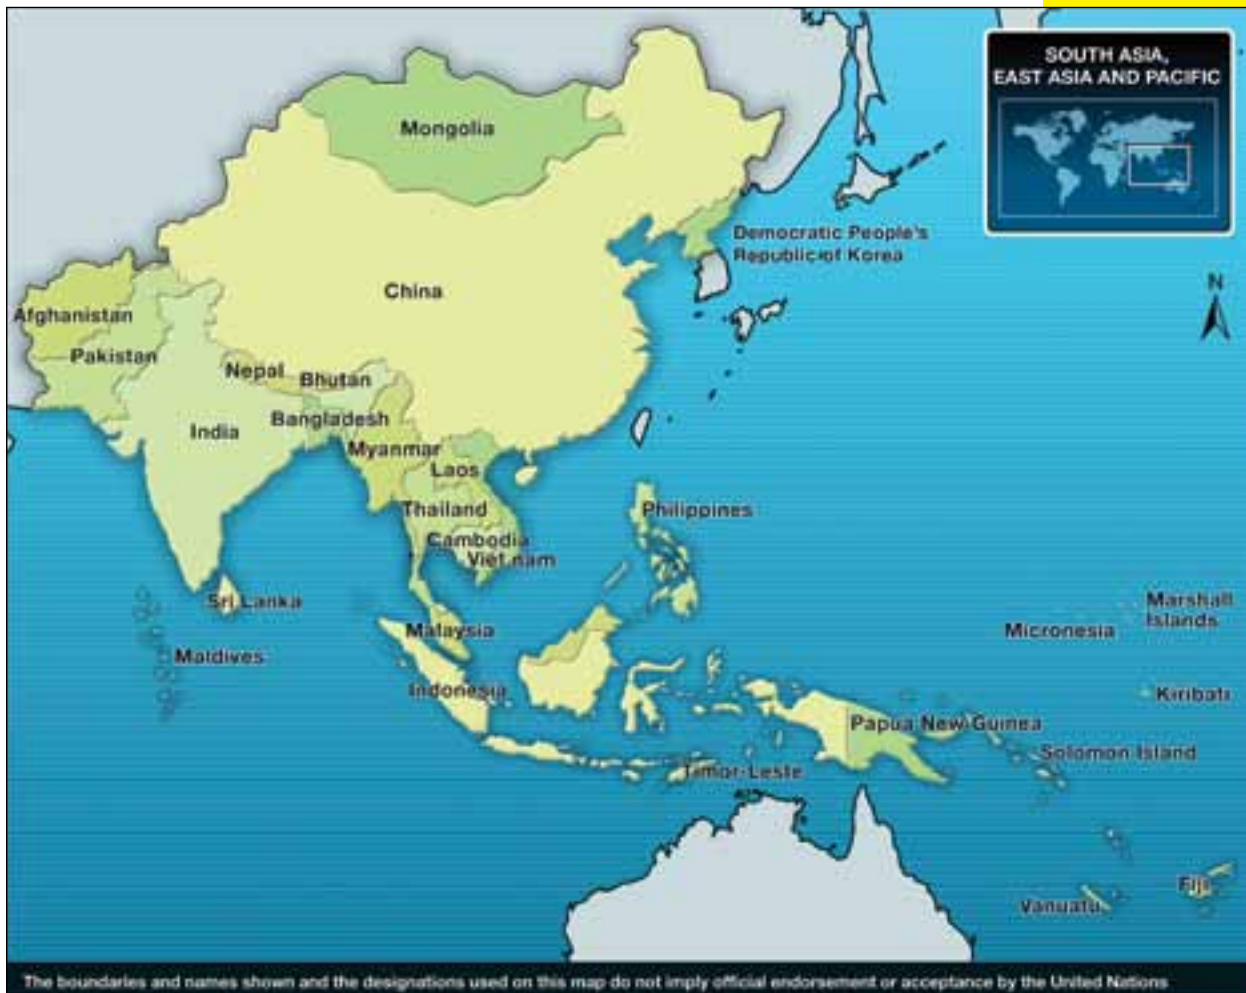 SOUTH ASIA,
EAST ASIA AND PACIFIC
Mongolia
Democratic People's
Republic of Korea
N
China
Afghanistan
Pakistan
Nepal
Bhutan
Bangladesh
India
Myanmar
Laos
Thailand
Philippines
Cambodia
Viet nam
Sri Lanka
Marshall
Islands
Malaysia
Micronesia
Maldives
Indonesia
Kiribati
Papua New Guinea
Solomon Island
Timor-Leste
Fiji
Vanuatu
The boundaries and names shown and the designations used on this map do not imply official endorsement or acceptance by the United Nations